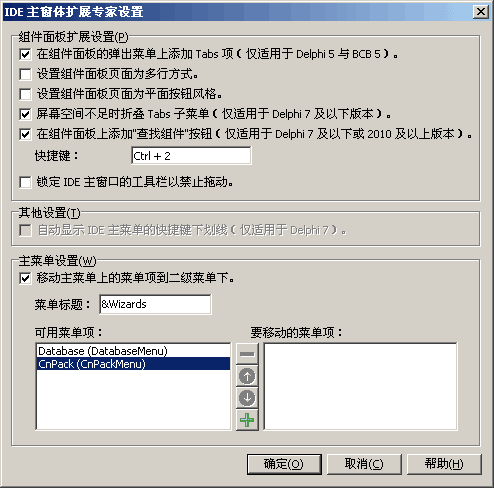 IDE 主窗体扩展专家设置
组件面板扩展设置(P)
在组件面板的弹出菜单上添加 Tabs 项（仅适用于 Delphi 5 与 BCB 5）。
设置组件面板页面为多行方式。
设置组件面板页面为平面按钮风格。
屏幕空间不足时折叠 Tabs 子菜单（仅适用于 Delphi 7 及以下版本）。
在组件面板上添加"查找组件"按钮（仅适用于 Delphi 7 及以下或 2010 及以上版本）。
快捷键： Ctrl + 2
锁定 IDE 主窗口的工具栏以禁止拖动。
其他设置(T)
自动显示 IDE 主菜单的快捷键下划线（仅适用于 Delphi 7）。
主菜单设置(W)
移动主菜单上的菜单项到二级菜单下。
菜单标题： &Wizards
可用菜单项： 要移动的菜单项：
Database (DatabaseMenu)
CnPack (CnPackMenu)
确定(O) 取消(C) 帮助(H)